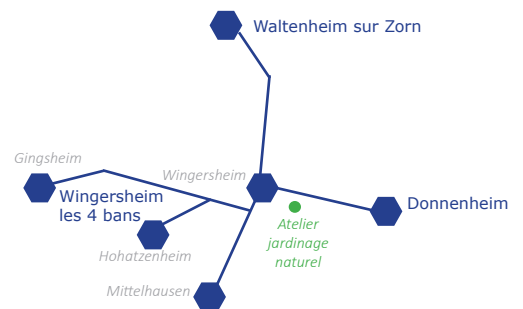 Waltenheim sur Zorn
Gingsheim
Wingersheim
Wingersheim
les 4 bans
Donnenheim
Atelier
jardinage
naturel
Hohatzenheim
Mittelhausen